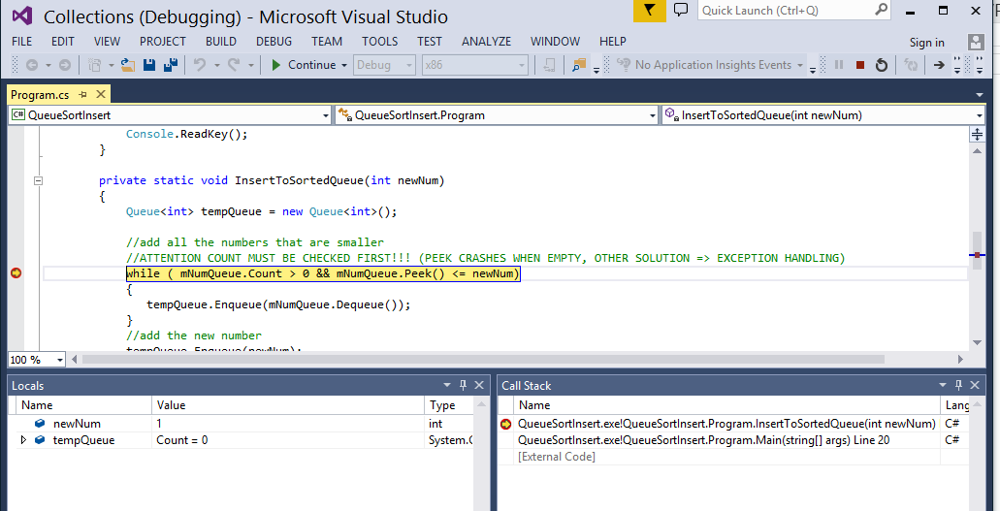 Collections (Debugging) - Microsoft Visual Studio
Quick Launch (Ctrl+Q)
FILE EDIT VIEW PROJECT BUILD DEBUG TEAM TOOLS TEST ANALYZE WINDOW HELP
Sign in
Continue Debug x86 No Application Insights Events
Program.cs
C# QueueSortInsert QueueSortInsert.Program InsertToSortedQueue(int newNum)
Console.ReadKey();
}
private static void InsertToSortedQueue(int newNum)
{
Queue<int> tempQueue = new Queue<int>();
//add all the numbers that are smaller
//ATTENTION COUNT MUST BE CHECKED FIRST!!! (PEEK CRASHES WHEN EMPTY, OTHER SOLUTION => EXCEPTION HANDLING)
while ( mNumQueue.Count > 0 && mNumQueue.Peek() <= newNum)
{
tempQueue.Enqueue(mNumQueue.Dequeue());
}
//add the new number
tempQueue.Enqueue(newNum);
100 %
Locals
Name Value Type
newNum 1 int
tempQueue Count = 0 System.C
Call Stack
Name Lang
QueueSortInsert.exe!QueueSortInsert.Program.InsertToSortedQueue(int newNum) C#
QueueSortInsert.exe!QueueSortInsert.Program.Main(string[] args) Line 20 C#
[External Code]